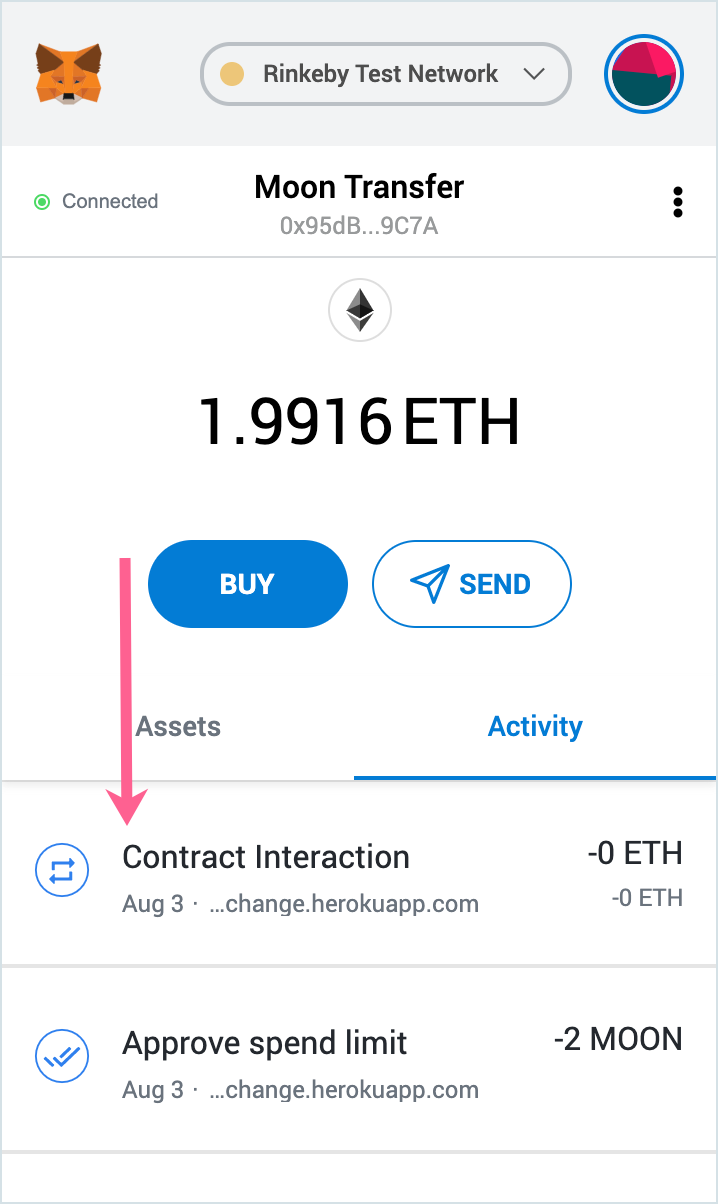 Rinkeby Test Network
Connected
Moon Transfer
0x95dB...9C7A
1.9916 ETH
BUY
SEND
Assets
Activity
Contract Interaction
-0 ETH
Aug 3 · ...change.herokuapp.com
-0 ETH
Approve spend limit
-2 MOON
Aug 3 · ...change.herokuapp.com